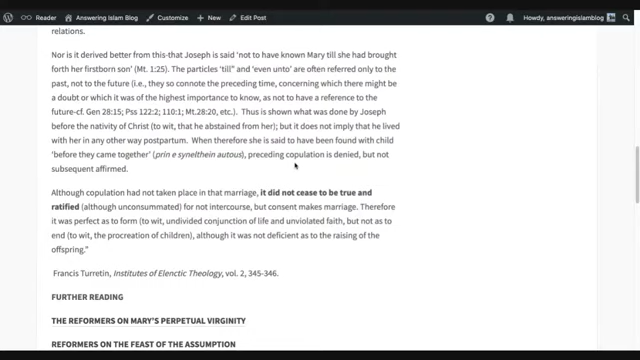 Reader
Answering Islam Blog
Customize
New
Edit Post
Howdy, answeringislamblog
relations.
Nor is it derived better from this-that Joseph is said 'not to have known Mary till she had brought
forth her firstborn son' (Mt. 1:25). The particles 'till" and 'even unto' are often referred only to the
past, not to the future (i.e., they so connote the preceding time, concerning which there might be
a doubt or which it was of the highest importance to know, as not to have a reference to the
future-cf. Gen 28:15; Pss 122:2; 110:1; Mt.28:20, etc.).  Thus is shown what was done by Joseph
before the nativity of Christ (to wit, that he abstained from her); but it does not imply that he lived
with her in any other way postpartum.  When therefore she is said to have been found with child
'before they came together' (prin e synelthein autous), preceding copulation is denied, but not
subsequent affirmed.
Although copulation had not taken place in that marriage, it did not cease to be true and
ratified (although unconsummated) for not intercourse, but consent makes marriage. Therefore
it was perfect as to form (to wit, undivided conjunction of life and unviolated faith, but not as to
end (to wit, the procreation of children), although it was not deficient as to the raising of the
offspring."
Francis Turretin, Institutes of Elenctic Theology, vol. 2, 345-346.
FURTHER READING
THE REFORMERS ON MARY'S PERPETUAL VIRGINITY
REFORMERS ON THE FEAST OF THE ASSUMPTION